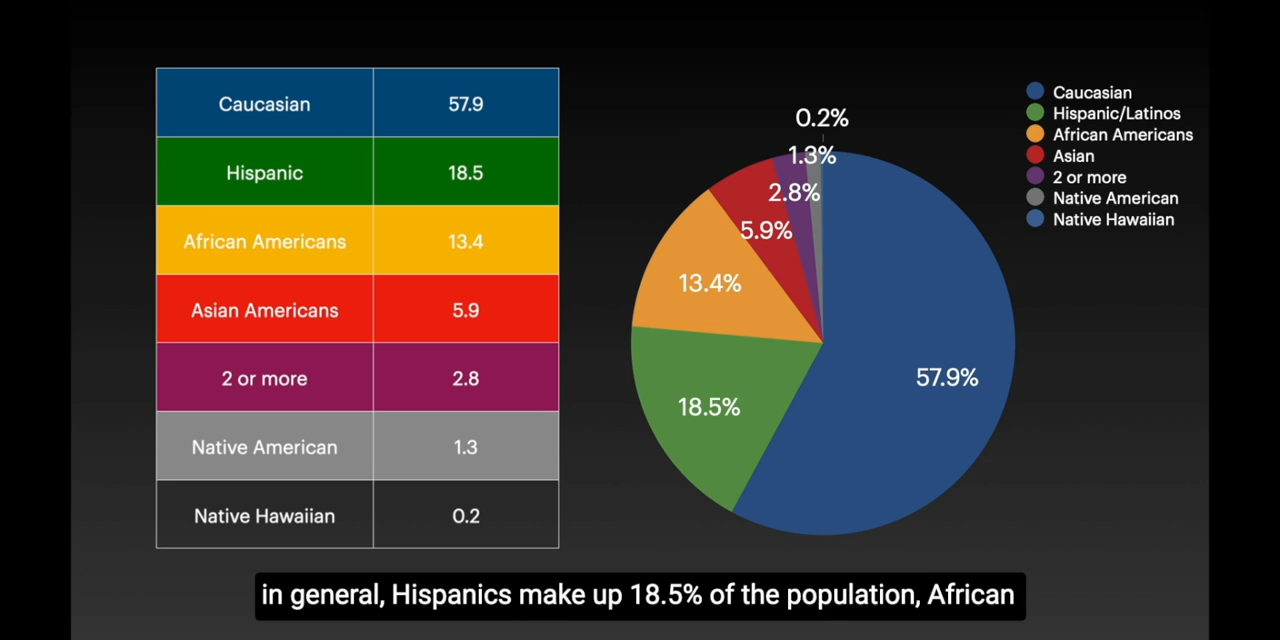 Caucasian 57.9
Hispanic 18.5
African Americans 13.4
Asian Americans 5.9
2 or more 2.8
Native American 1.3
Native Hawaiian 0.2
0.2%
1.3%
2.8%
5.9%
13.4%
18.5%
57.9%
Caucasian
Hispanic/Latinos
African Americans
Asian
2 or more
Native American
Native Hawaiian
in general, Hispanics make up 18.5% of the population, African